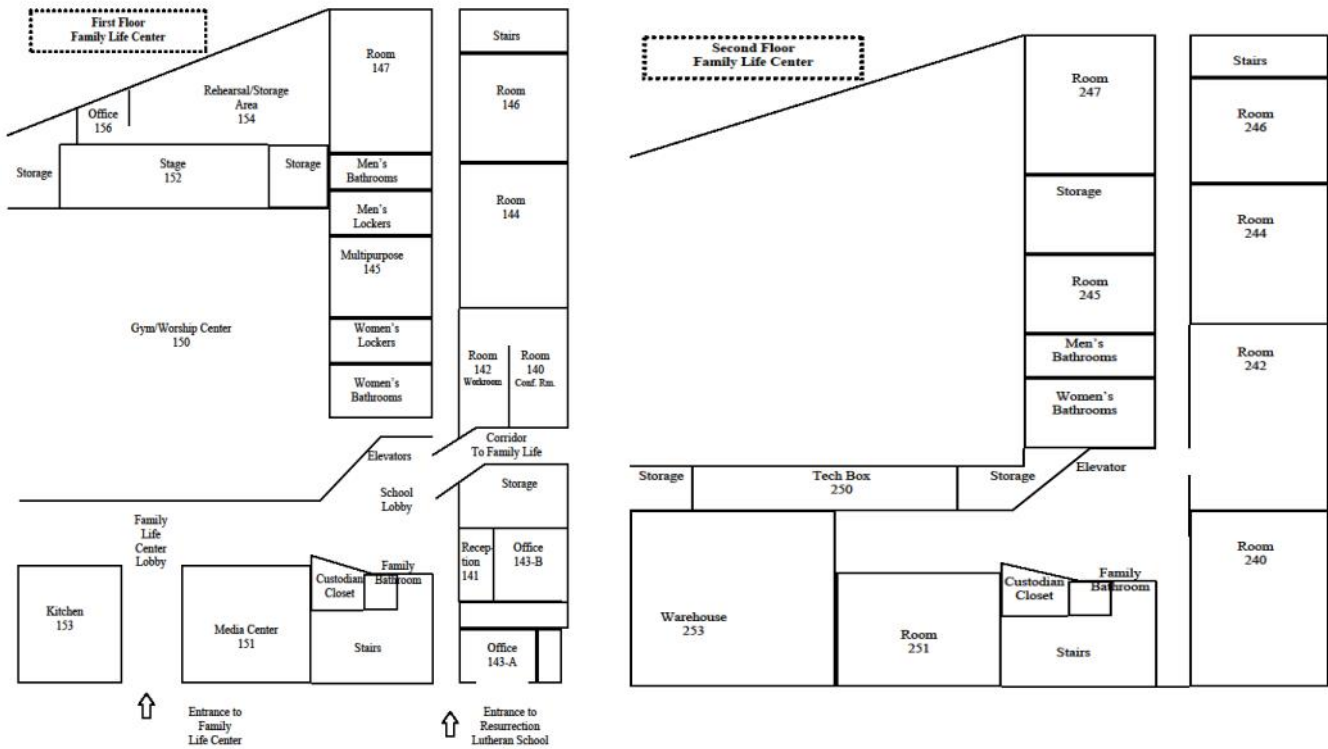 First Floor
Family Life Center
Room
147
Stairs
Rehearsal/Storage
Area
154
Office
156
Room
146
Storage
Stage
152
Storage
Men's
Bathrooms
Men's
Lockers
Room
144
Multipurpose
145
Gym/Worship Center
150
Women's
Lockers
Room
142
Workroom
Room
140
Conf. Rm.
Women's
Bathrooms
Corridor
To Family Life
Elevators
School
Lobby
Storage
Family
Life
Center
Lobby
Recep-
tion
141
Office
143-B
Family
Bathroom
Custodian
Closet
Kitchen
153
Media Center
151
Stairs
Office
143-A
Entrance to
Family
Life Center
Entrance to
Resurrection
Lutheran School
Second Floor
Family Life Center
Room
247
Stairs
Room
246
Storage
Room
244
Room
245
Men's
Bathrooms
Room
242
Women's
Bathrooms
Storage
Tech Box
250
Storage
Elevator
Room
240
Custodian
Closet
Family
Bathroom
Warehouse
253
Room
251
Stairs